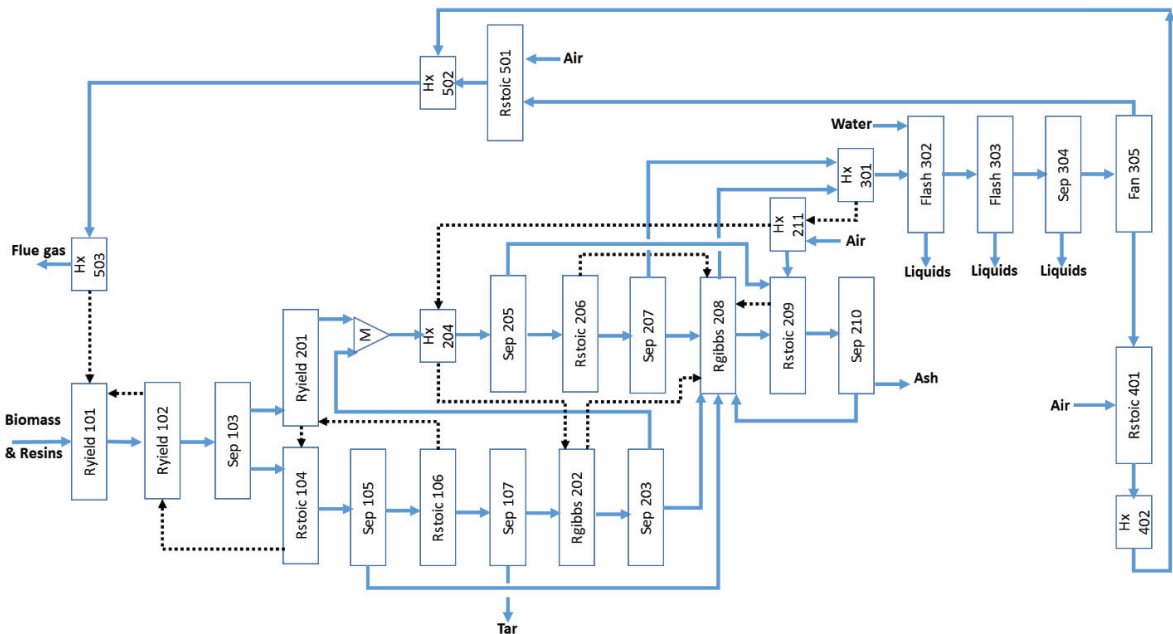 Hx
502
Rstoic 501
Air
Water
Hx
301
Flash 302
Flash 303
Sep 304
Fan 305
Hx
211
Air
Liquids
Liquids
Liquids
Flue gas
Hx
503
Ryield 201
M
Hx
204
Sep 205
Rstoic 206
Sep 207
Rgibbs 208
Rstoic 209
Sep 210
Ash
Biomass
& Resins
Ryield 101
Ryield 102
Sep 103
Rstoic 104
Sep 105
Rstoic 106
Sep 107
Rgibbs 202
Sep 203
Tar
Air
Rstoic 401
Hx
402